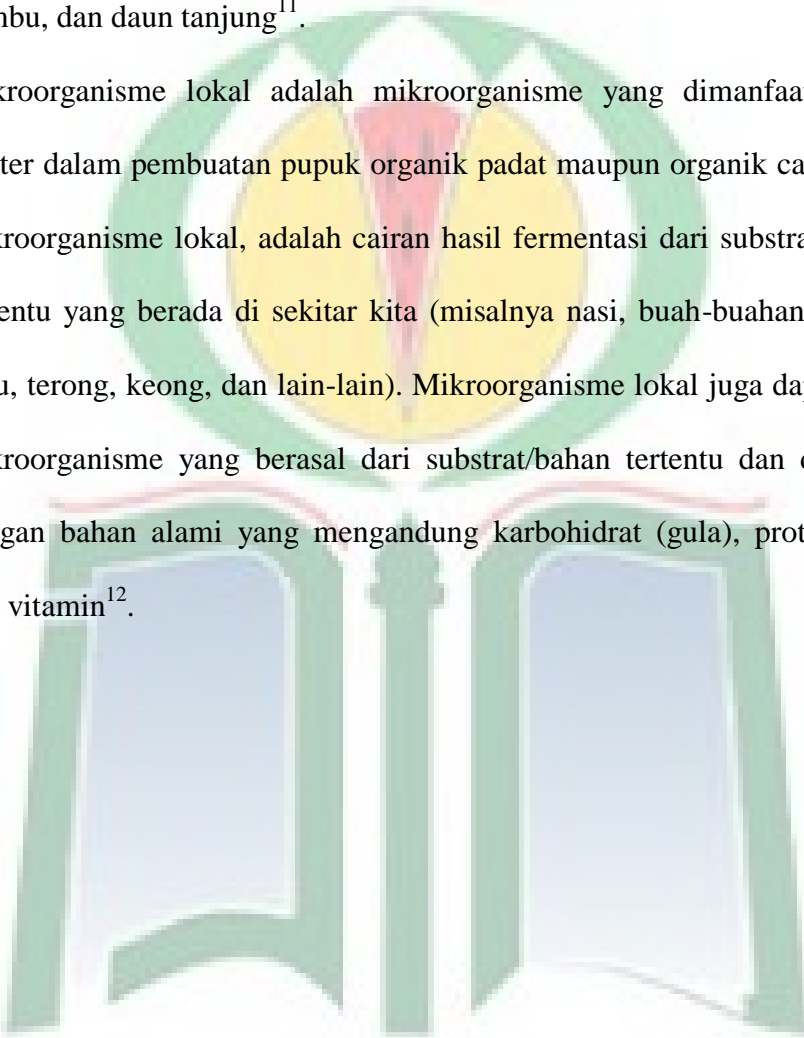 nbu, dan daun tanjung11.
kroorganisme lokal adalah mikroorganisme yang dimanfaat
ter dalam pembuatan pupuk organik padat maupun organik ca
kroorganisme lokal, adalah cairan hasil fermentasi dari substra
entu yang berada di sekitar kita (misalnya nasi, buah-buahan
u, terong, keong, dan lain-lain). Mikroorganisme lokal juga da
kroorganisme yang berasal dari substrat/bahan tertentu dan
gan bahan alami yang mengandung karbohidrat (gula), prot
vitamin12.